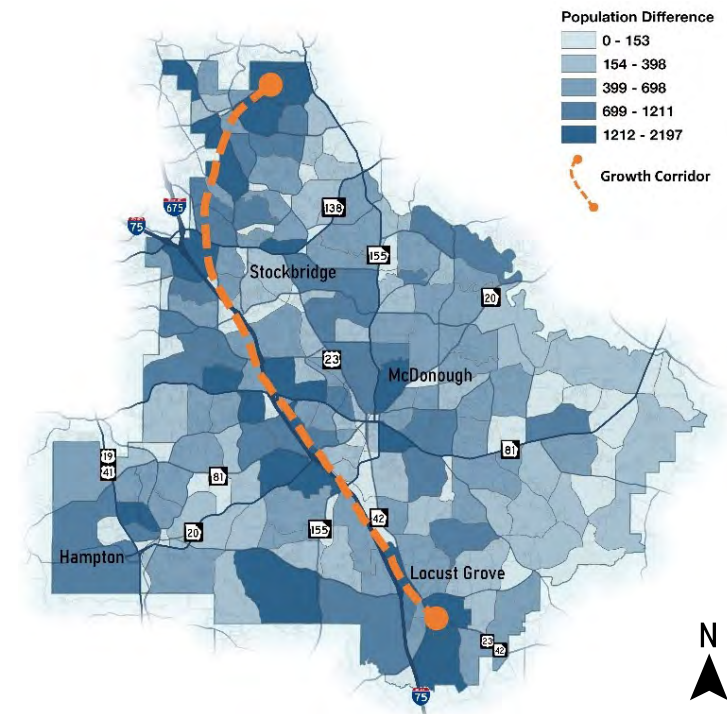 Population Difference
0 - 153
154 - 398
399 - 698
699 - 1211
1212 - 2197
Growth Corridor
675
75
138
155
Stockbridge
20
23
McDonough
19
41
81
81
20
155
42
Hampton
Locust Grove
23
42
N
75